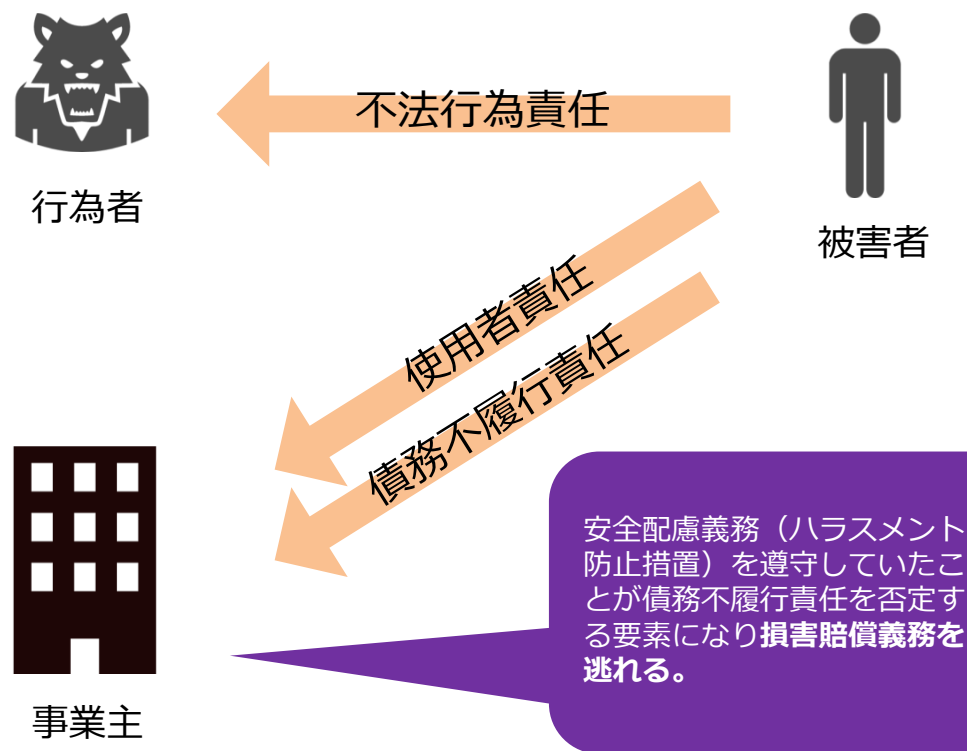 不法行為責任
行為者
被害者
使用者責任
債務不履行責任
安全配慮義務（ハラスメント
防止措置）を遵守していたこ
とが債務不履行責任を否定す
る要素になり損害賠償義務を
逃れる。
事業主